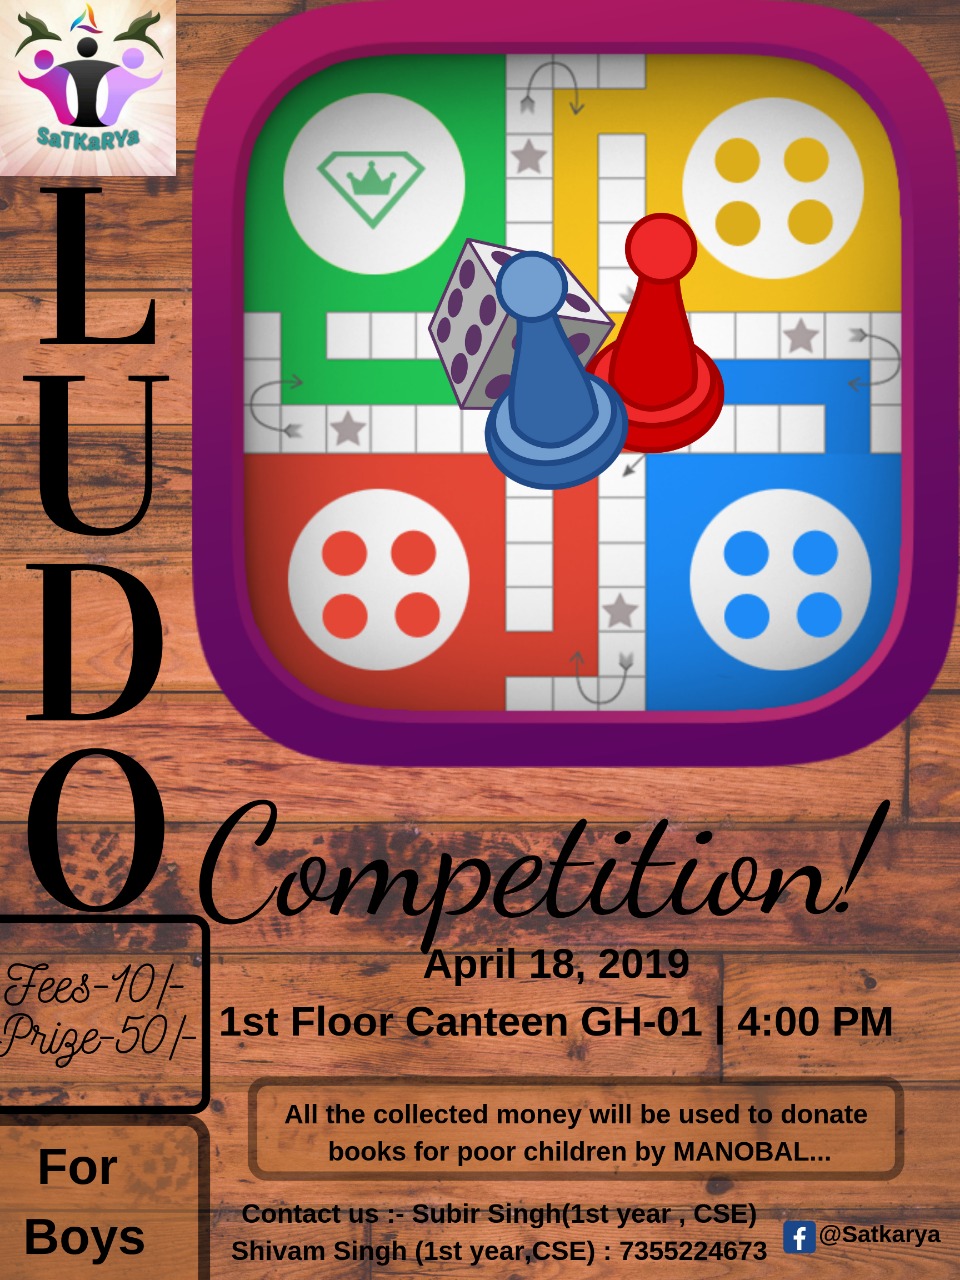 SaTKaRYa
LUDO
Competition!
April 18, 2019
1st Floor Canteen GH-01 | 4:00 PM
Fees-10/-
Prize-50/-
All the collected money will be used to donate
books for poor children by MANOBAL...
For
Boys
Contact us :- Subir Singh(1st year , CSE)
Shivam Singh (1st year,CSE) : 7355224673
f @Satkarya